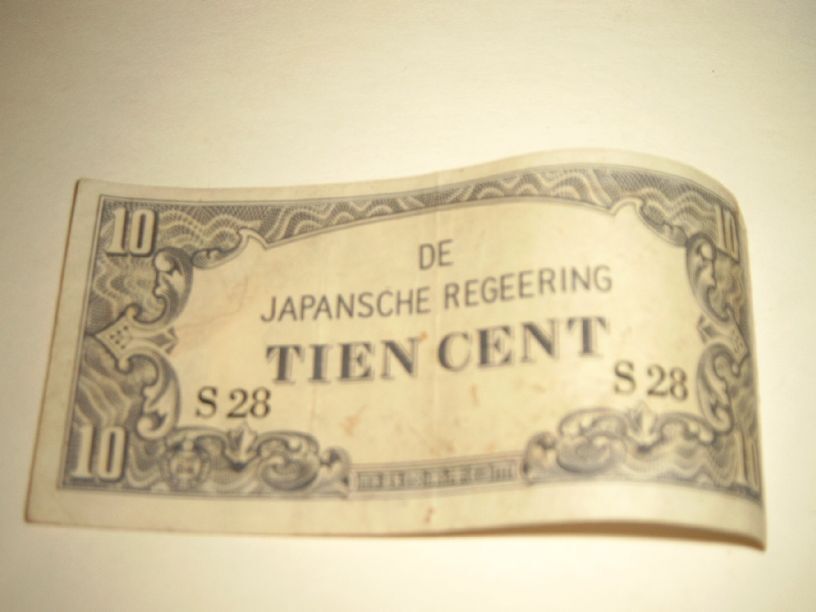 10 10
DE
JAPANSCHE REGEERING
TIEN CENT
S 28 S 28
10